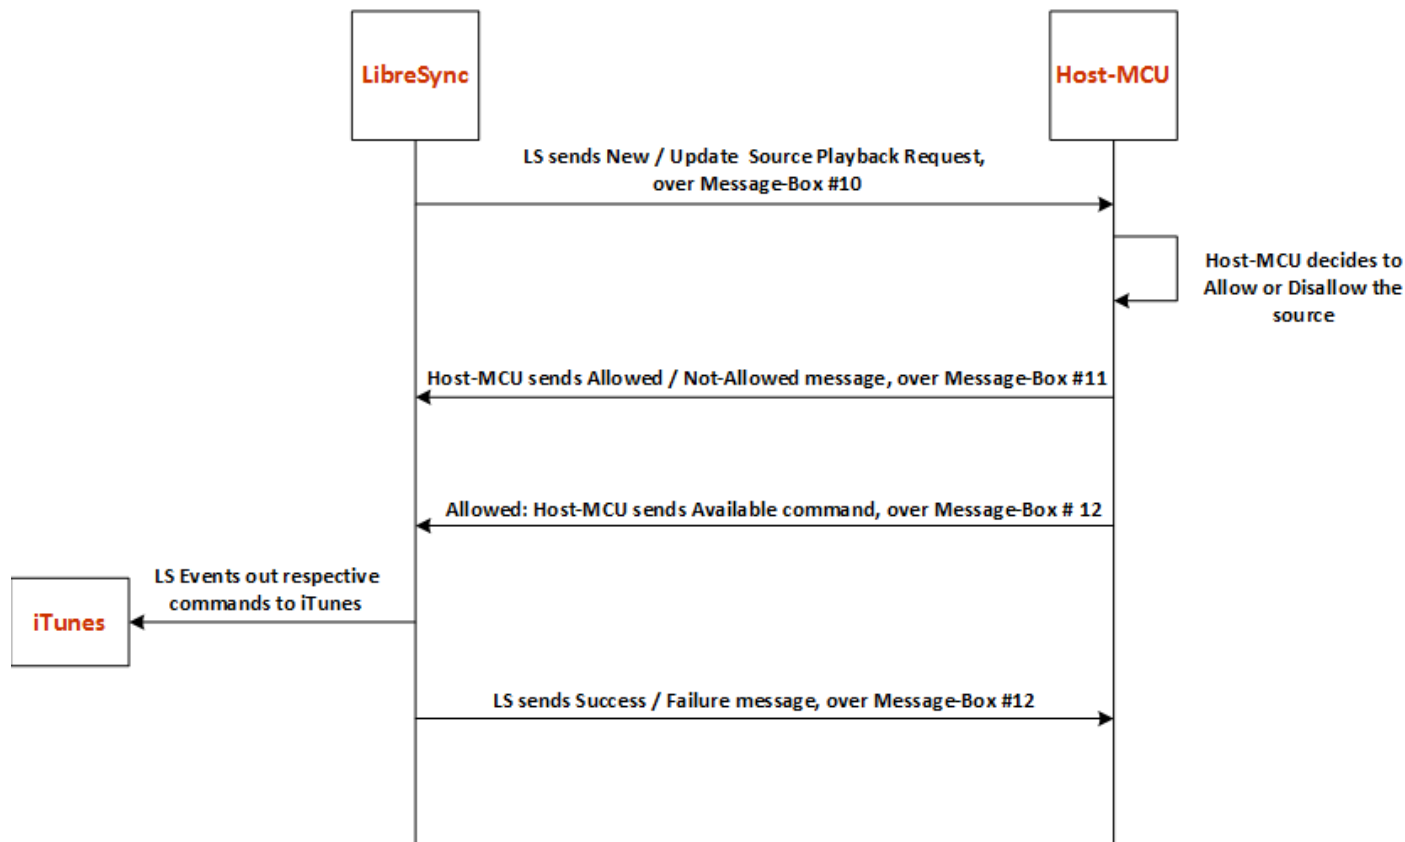 LibreSync
Host-MCU
LS sends New / Update Source Playback Request,
over Message-Box #10
Host-MCU decides to
Allow or Disallow the
source
Host-MCU sends Allowed / Not-Allowed message, over Message-Box #11
Allowed: Host-MCU sends Available command, over Message-Box # 12
LS Events out respective
commands to iTunes
iTunes
LS sends Success / Failure message, over Message-Box #12